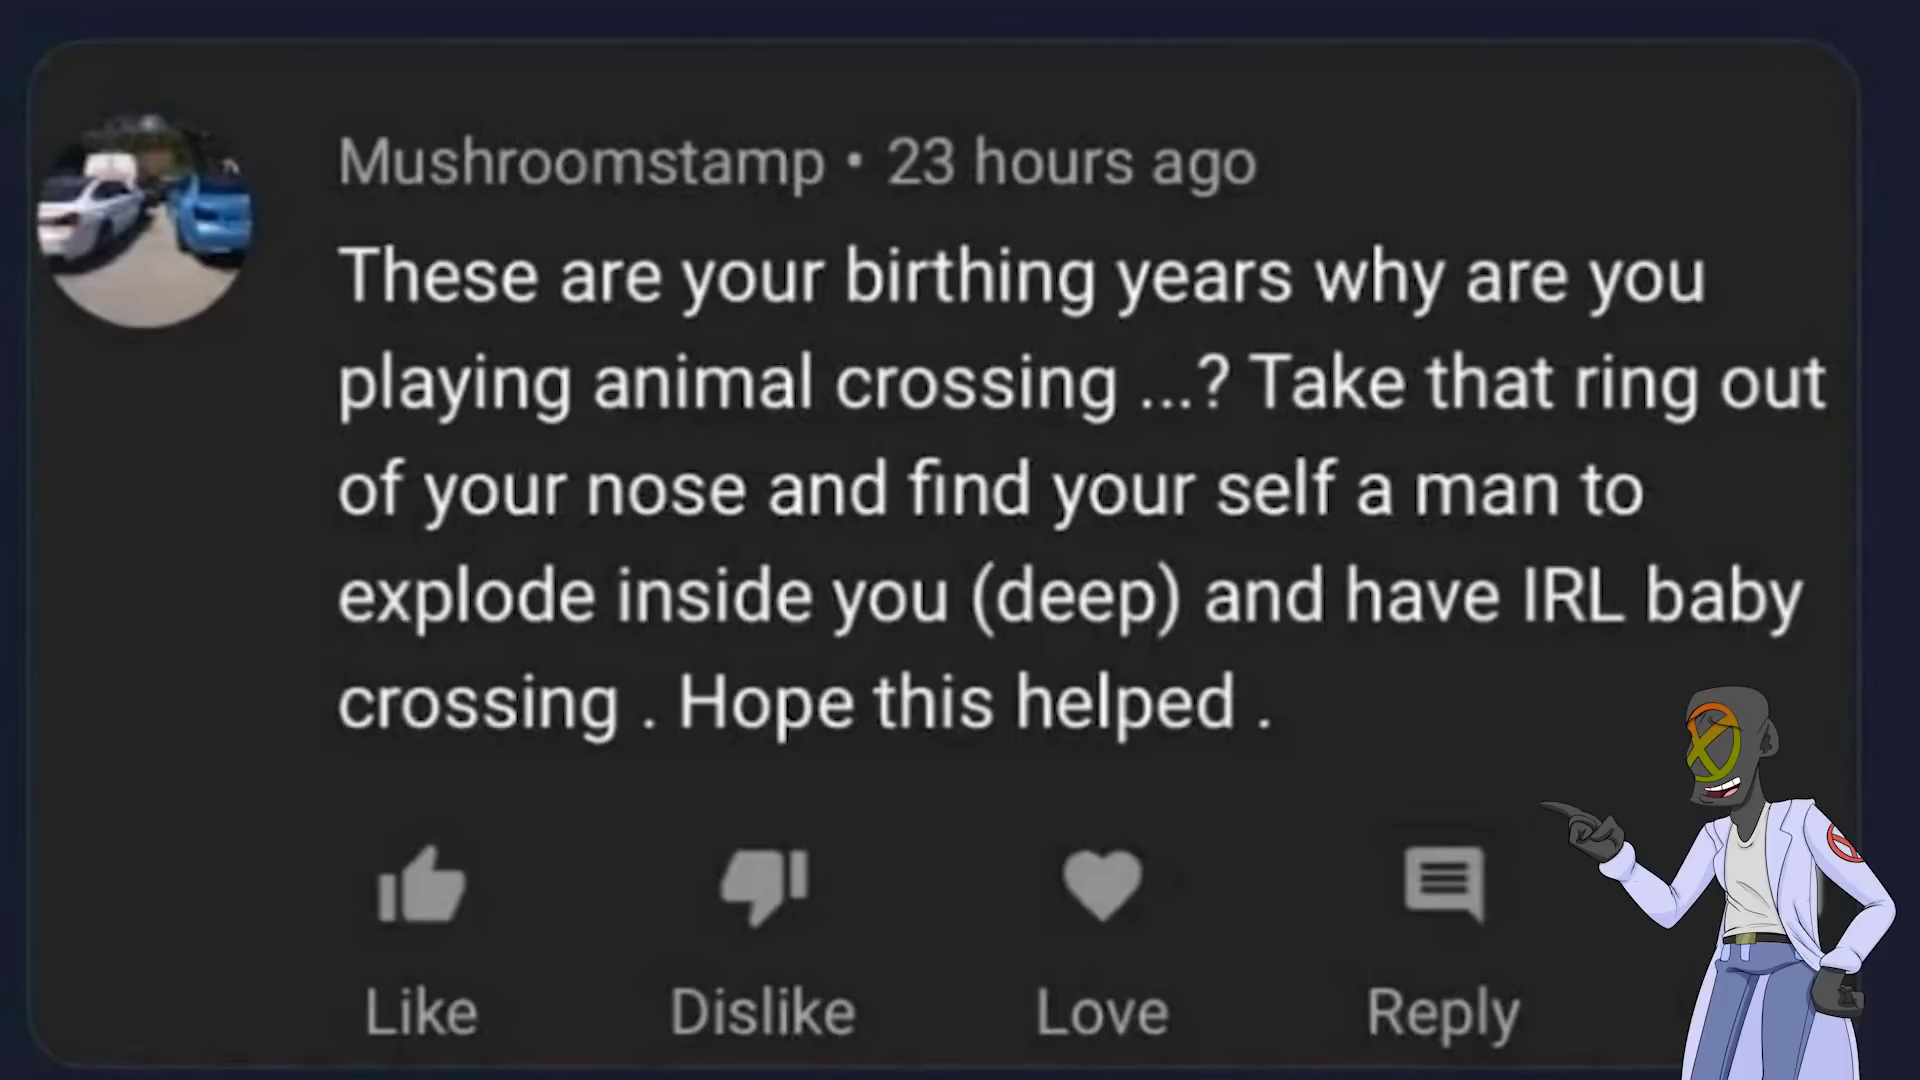 Mushroomstamp • 23 hours ago
These are your birthing years why are you
playing animal crossing ...? Take that ring out
of your nose and find your self a man to
explode inside you (deep) and have IRL baby
crossing . Hope this helped .
Like Dislike Love Reply